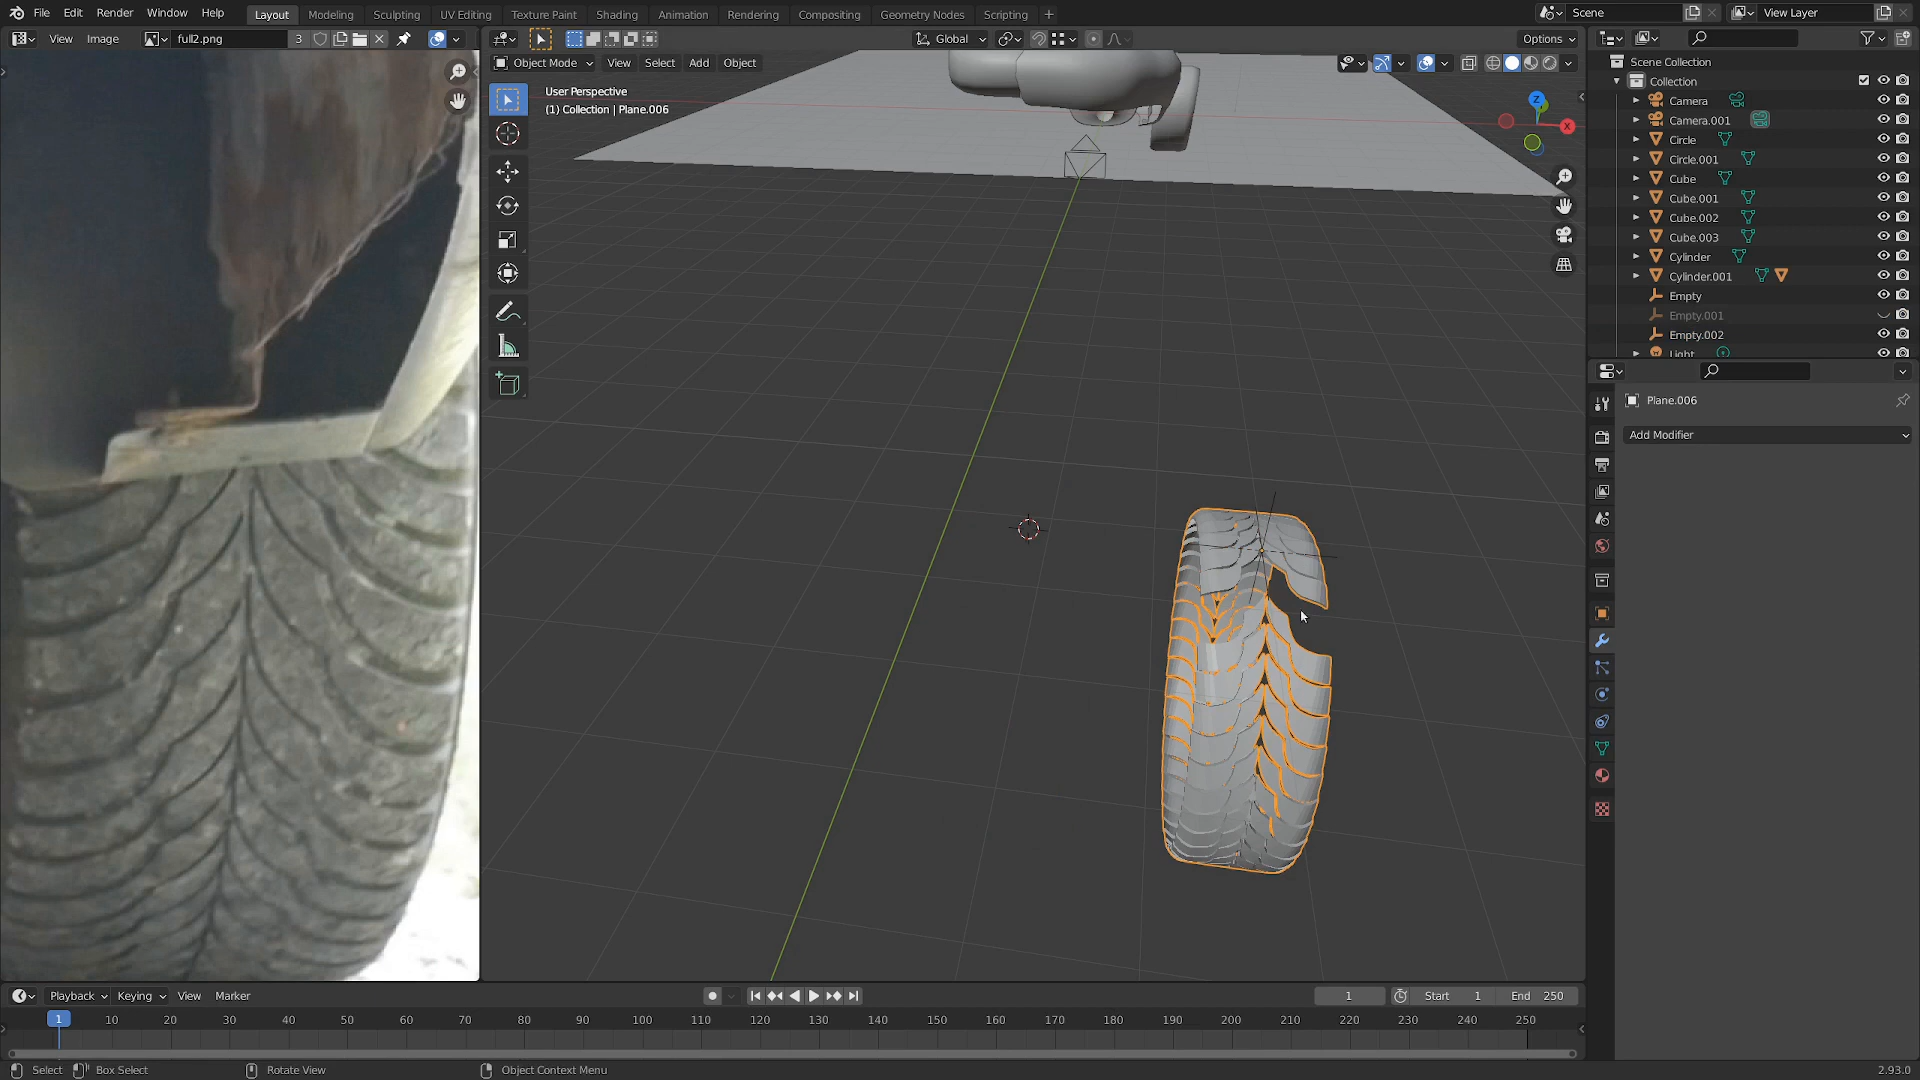 File Edit Render Window Help Layout Modeling Sculpting UV Editing Texture Paint Shading Animation Rendering Compositing Geometry Nodes Scripting + Scene View Layer
View Image full2.png 3 Global Options
Object Mode View Select Add Object
User Perspective
(1) Collection | Plane.006
Z
X
Scene Collection
Collection
Camera
Camera.001
Circle
Circle.001
Cube
Cube.001
Cube.002
Cube.003
Cylinder
Cylinder.001
Empty
Empty.001
Empty.002
Light
Plane.006
Add Modifier
Playback Keying View Marker 1 Start 1 End 250
1 10 20 30 40 50 60 70 80 90 100 110 120 130 140 150 160 170 180 190 200 210 220 230 240 250
Select Box Select Rotate View Object Context Menu 2.93.0